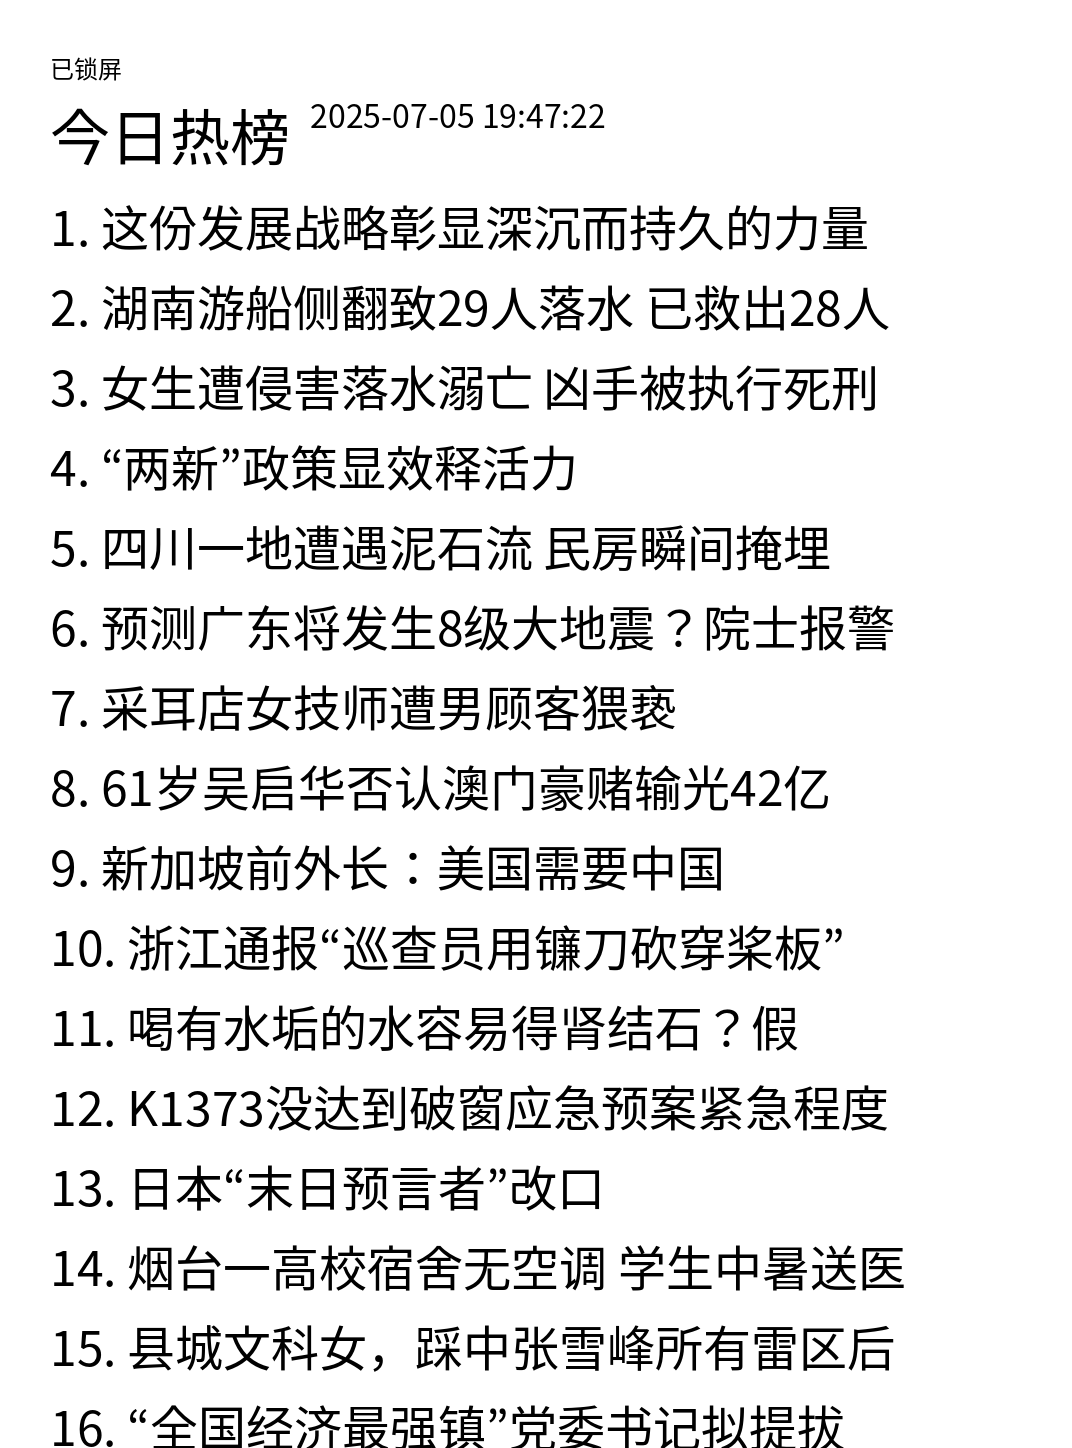 已锁屏
今日热榜 2025-07-05 19:47:22
1. 这份发展战略彰显深沉而持久的力量
2. 湖南游船侧翻致29人落水 已救出28人
3. 女生遭侵害落水溺亡 凶手被执行死刑
4. “两新”政策显效释活力
5. 四川一地遭遇泥石流 民房瞬间掩埋
6. 预测广东将发生8级大地震？院士报警
7. 采耳店女技师遭男顾客猥亵
8. 61岁吴启华否认澳门豪赌输光42亿
9. 新加坡前外长：美国需要中国
10. 浙江通报“巡查员用镰刀砍穿桨板”
11. 喝有水垢的水容易得肾结石？假
12. K1373没达到破窗应急预案紧急程度
13. 日本“末日预言者”改口
14. 烟台一高校宿舍无空调 学生中暑送医
15. 县城文科女，踩中张雪峰所有雷区后
16. “全国经济最强镇”党委书记拟提拔